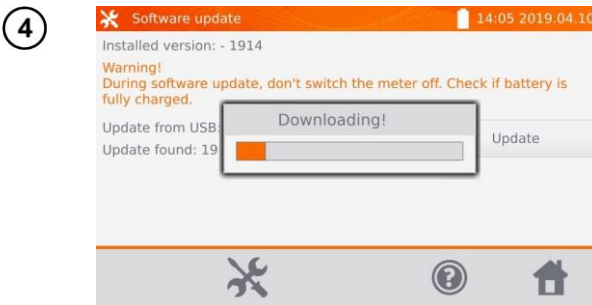 4
Software update
14:05 2019.04.10
Installed version: - 1914
Warning!
During software update, don't switch the meter off. Check if battery is
fully charged.
Downloading!
Update from USB:
Update
Update found: 19